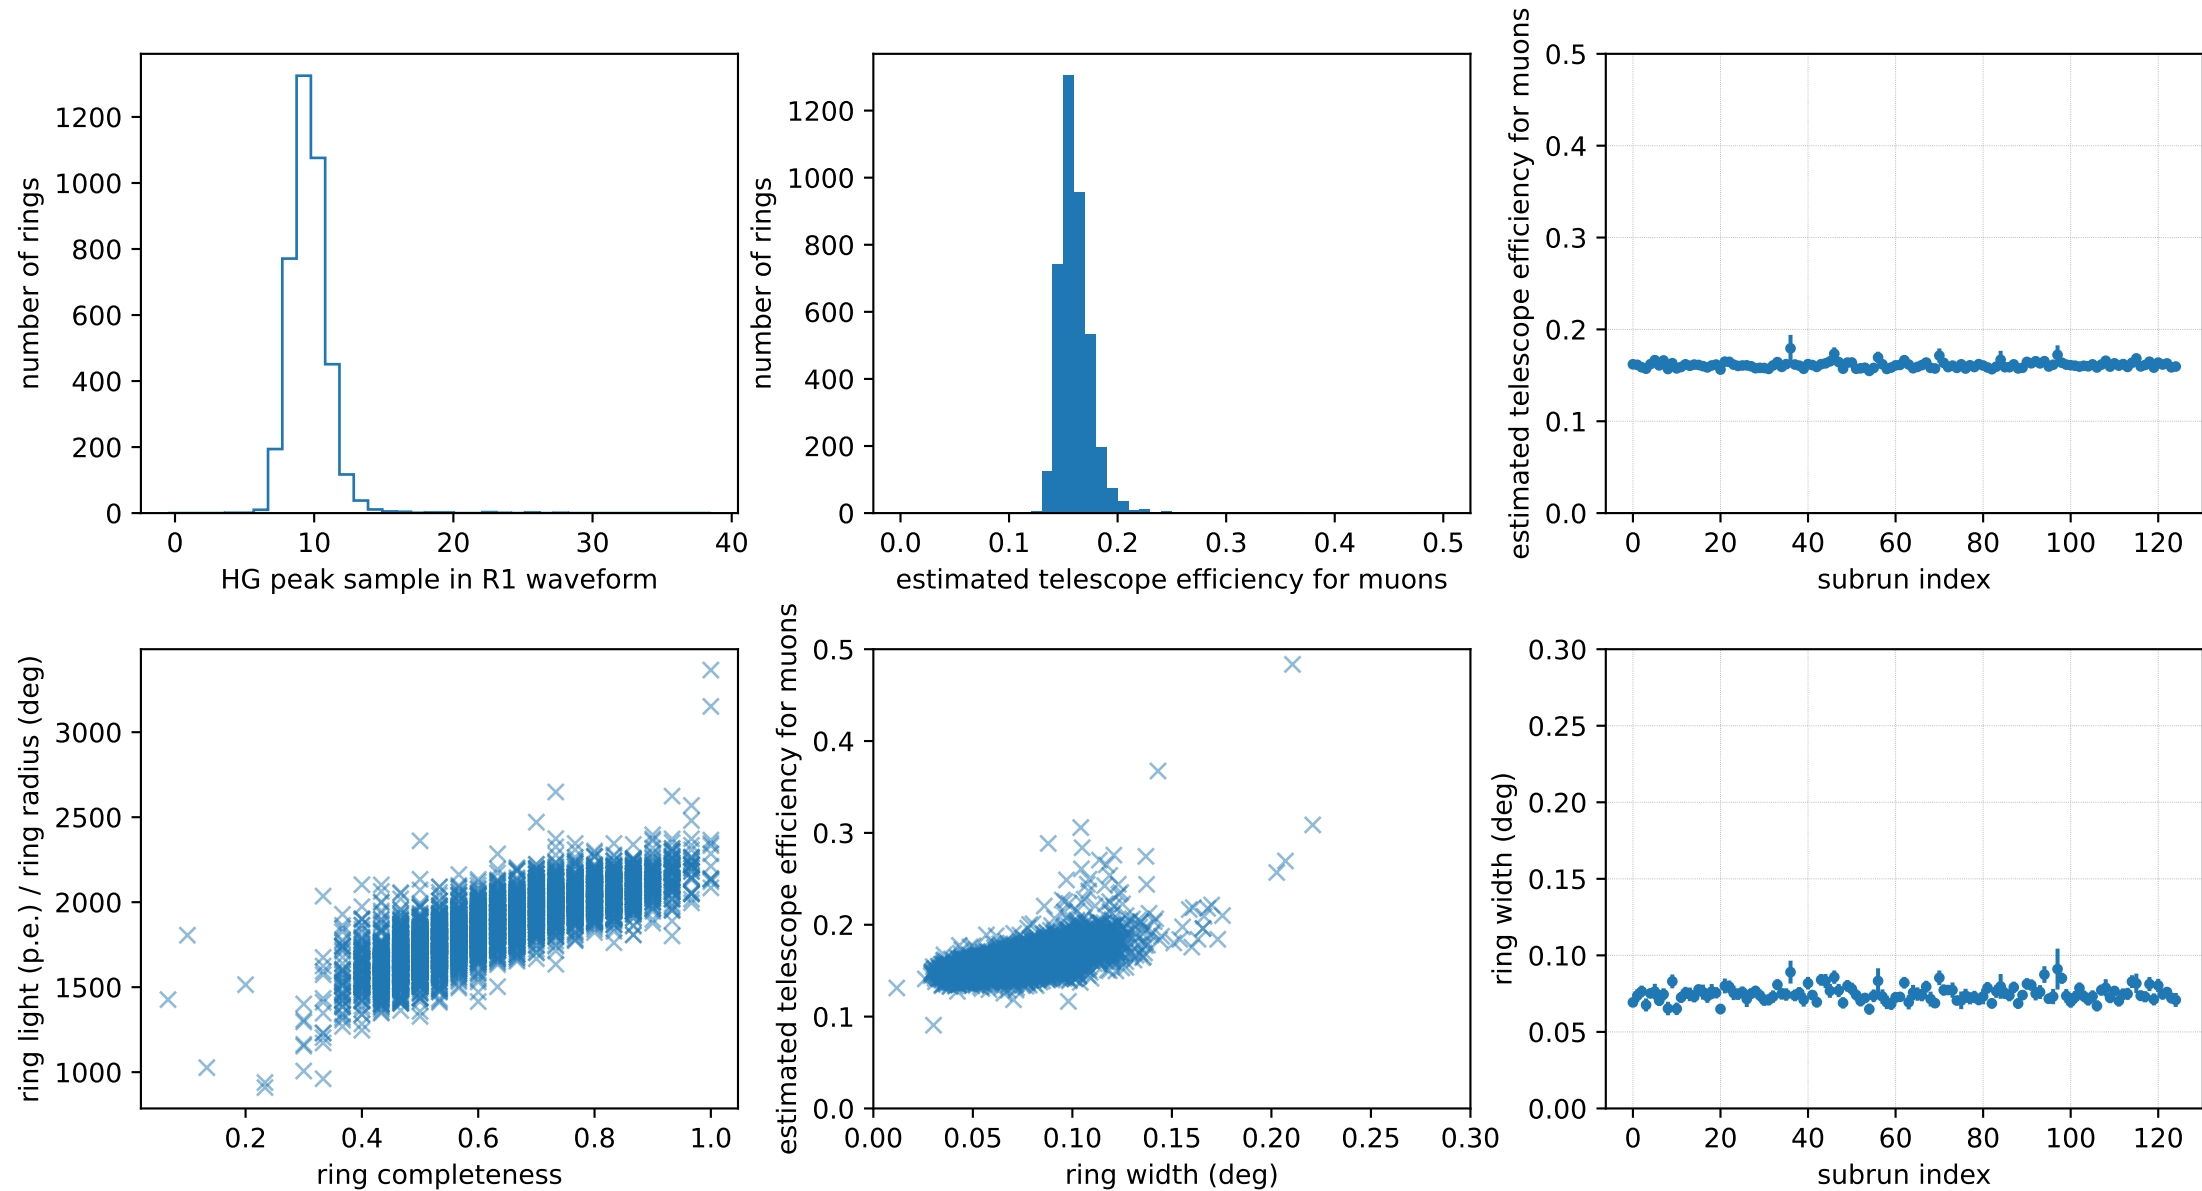 1200
1000
800
600
400
200
0
number of rings
0 10 20 30 40
HG peak sample in R1 waveform
1200
1000
800
600
400
200
0
number of rings
0.0 0.1 0.2 0.3 0.4 0.5
estimated telescope efficiency for muons
0.5
0.4
0.3
0.2
0.1
0.0
estimated telescope efficiency for muons
0 20 40 60 80 100 120
subrun index
3000
2500
2000
1500
1000
ring light (p.e.) / ring radius (deg)
0.2 0.4 0.6 0.8 1.0
ring completeness
0.5
0.4
0.3
0.2
0.1
0.0
estimated telescope efficiency for muons
0.00 0.05 0.10 0.15 0.20 0.25 0.30
ring width (deg)
0.30
0.25
0.20
0.15
0.10
0.05
0.00
ring width (deg)
0 20 40 60 80 100 120
subrun index